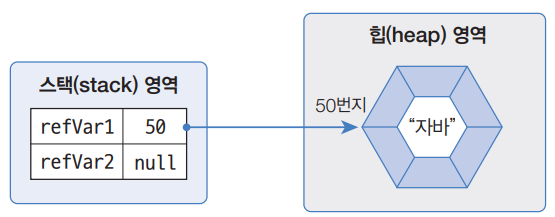 힙(heap) 영역
스택(stack) 영역
50번지
refVar1 50
refVar2 null
“자바”